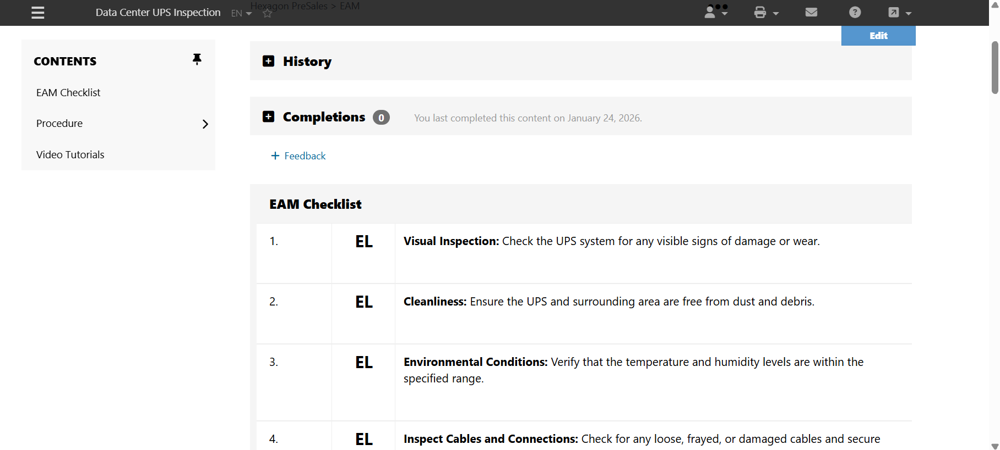 Hexagon PreSales > EAM
Data Center UPS Inspection EN
Edit
CONTENTS
EAM Checklist
Procedure
Video Tutorials
History
Completions 0 You last completed this content on January 24, 2026.
+ Feedback
EAM Checklist
1. EL Visual Inspection: Check the UPS system for any visible signs of damage or wear.
2. EL Cleanliness: Ensure the UPS and surrounding area are free from dust and debris.
3. EL Environmental Conditions: Verify that the temperature and humidity levels are within the
specified range.
4. EL Inspect Cables and Connections: Check for any loose, frayed, or damaged cables and secure